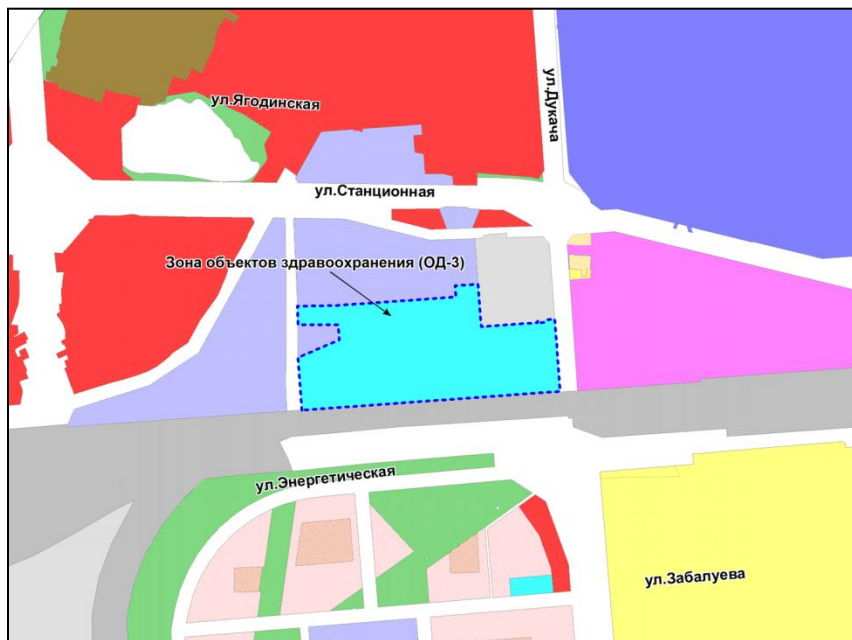 ул.Ягодинская
ул.Дукача
ул.Станционная
Зона объектов здравоохранения (ОД-3)
ул.Энергетическая
ул.Забалуева